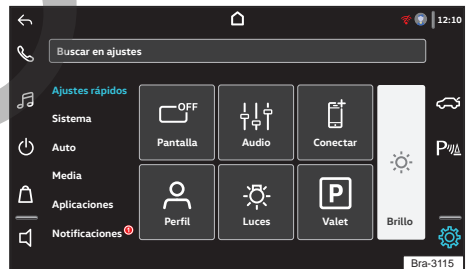 12:10
Buscar en ajustes
Ajustes rápidos
Sistema
Auto
Media
Aplicaciones
Notificaciones 1
OFF
Pantalla
Audio
Conectar
Perfil
Luces
P
Valet
Brillo
P
Bra-3115